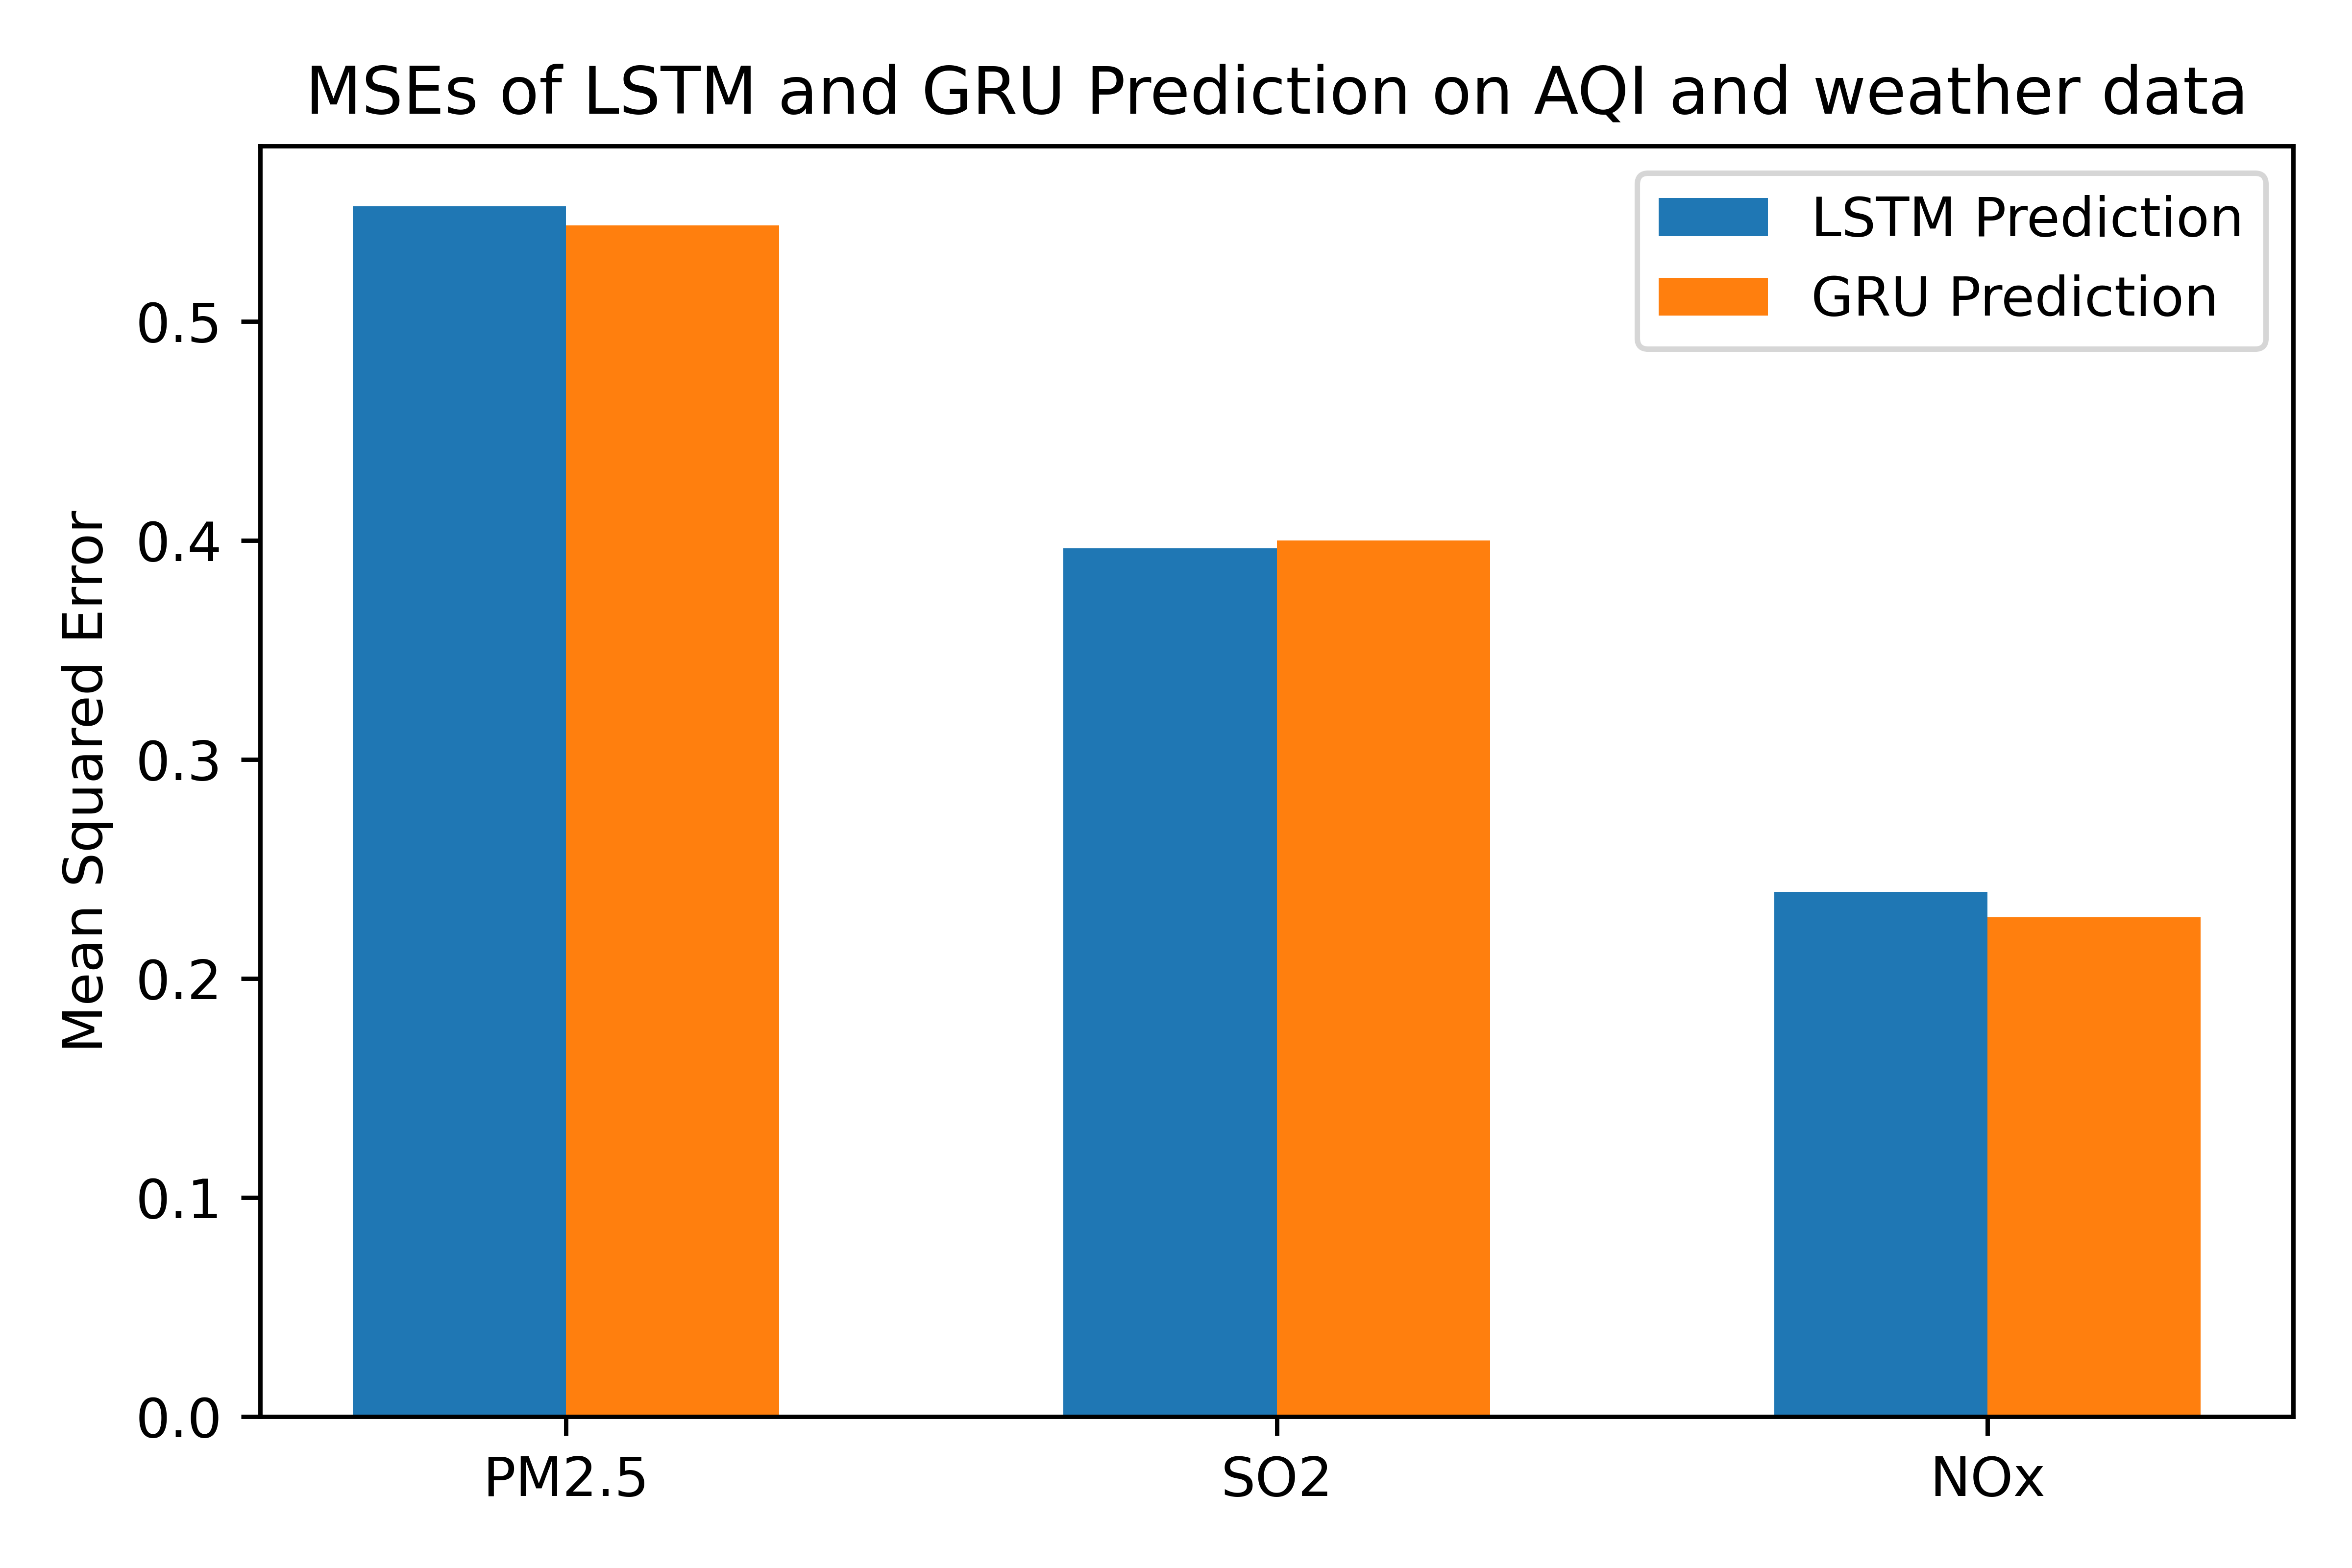 MSEs of LSTM and GRU Prediction on AQI and weather data
LSTM Prediction
GRU Prediction
Mean Squared Error
0.5
0.4
0.3
0.2
0.1
0.0
PM2.5
SO2
NOx